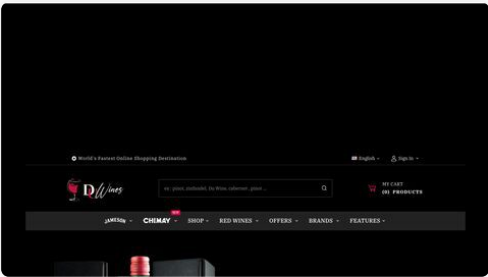 World's Fastest Online Shopping Destination
English
Sign in
DWines
MY CART
(0) PRODUCTS
JAMESON
CHIMAY
SHOP
RED WINES
OFFERS
BRANDS
FEATURES